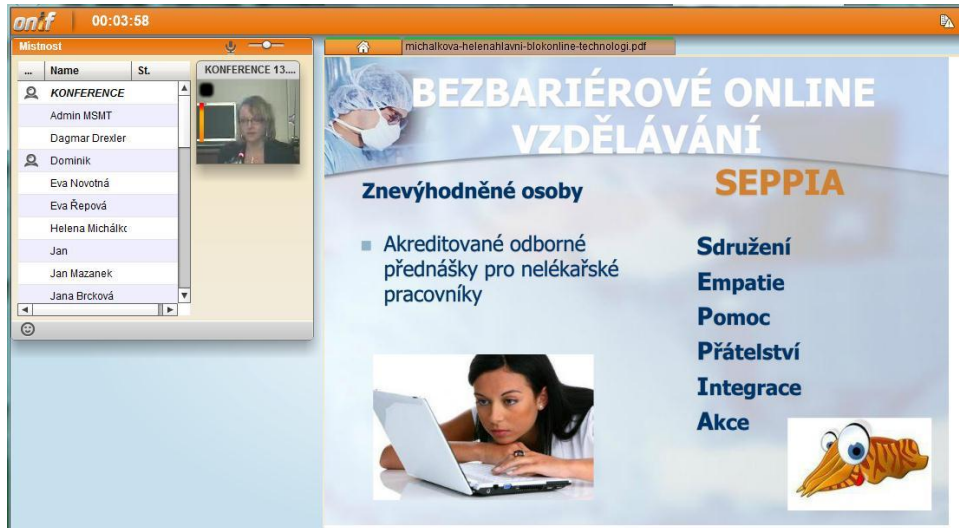 onif
00:03:58
Místnost
michalkova-helenahlavni-blokonline-technologi.pdf
... Name St.
KONFERENCE
Admin MSMT
Dagmar Drexler
Dominik
Eva Novotná
Eva Řepová
Helena Michálkc
Jan
Jan Mazanek
Jana Brcková
KONFERENCE 13....
BEZBARIÉROVÉ ONLINE
VZDĚLÁVÁNÍ
Znevýhodněné osoby
Akreditované odborné
přednášky pro nelékařské
pracovníky
SEPPIA
Sdružení
Empatie
Pomoc
Přátelství
Integrace
Akce